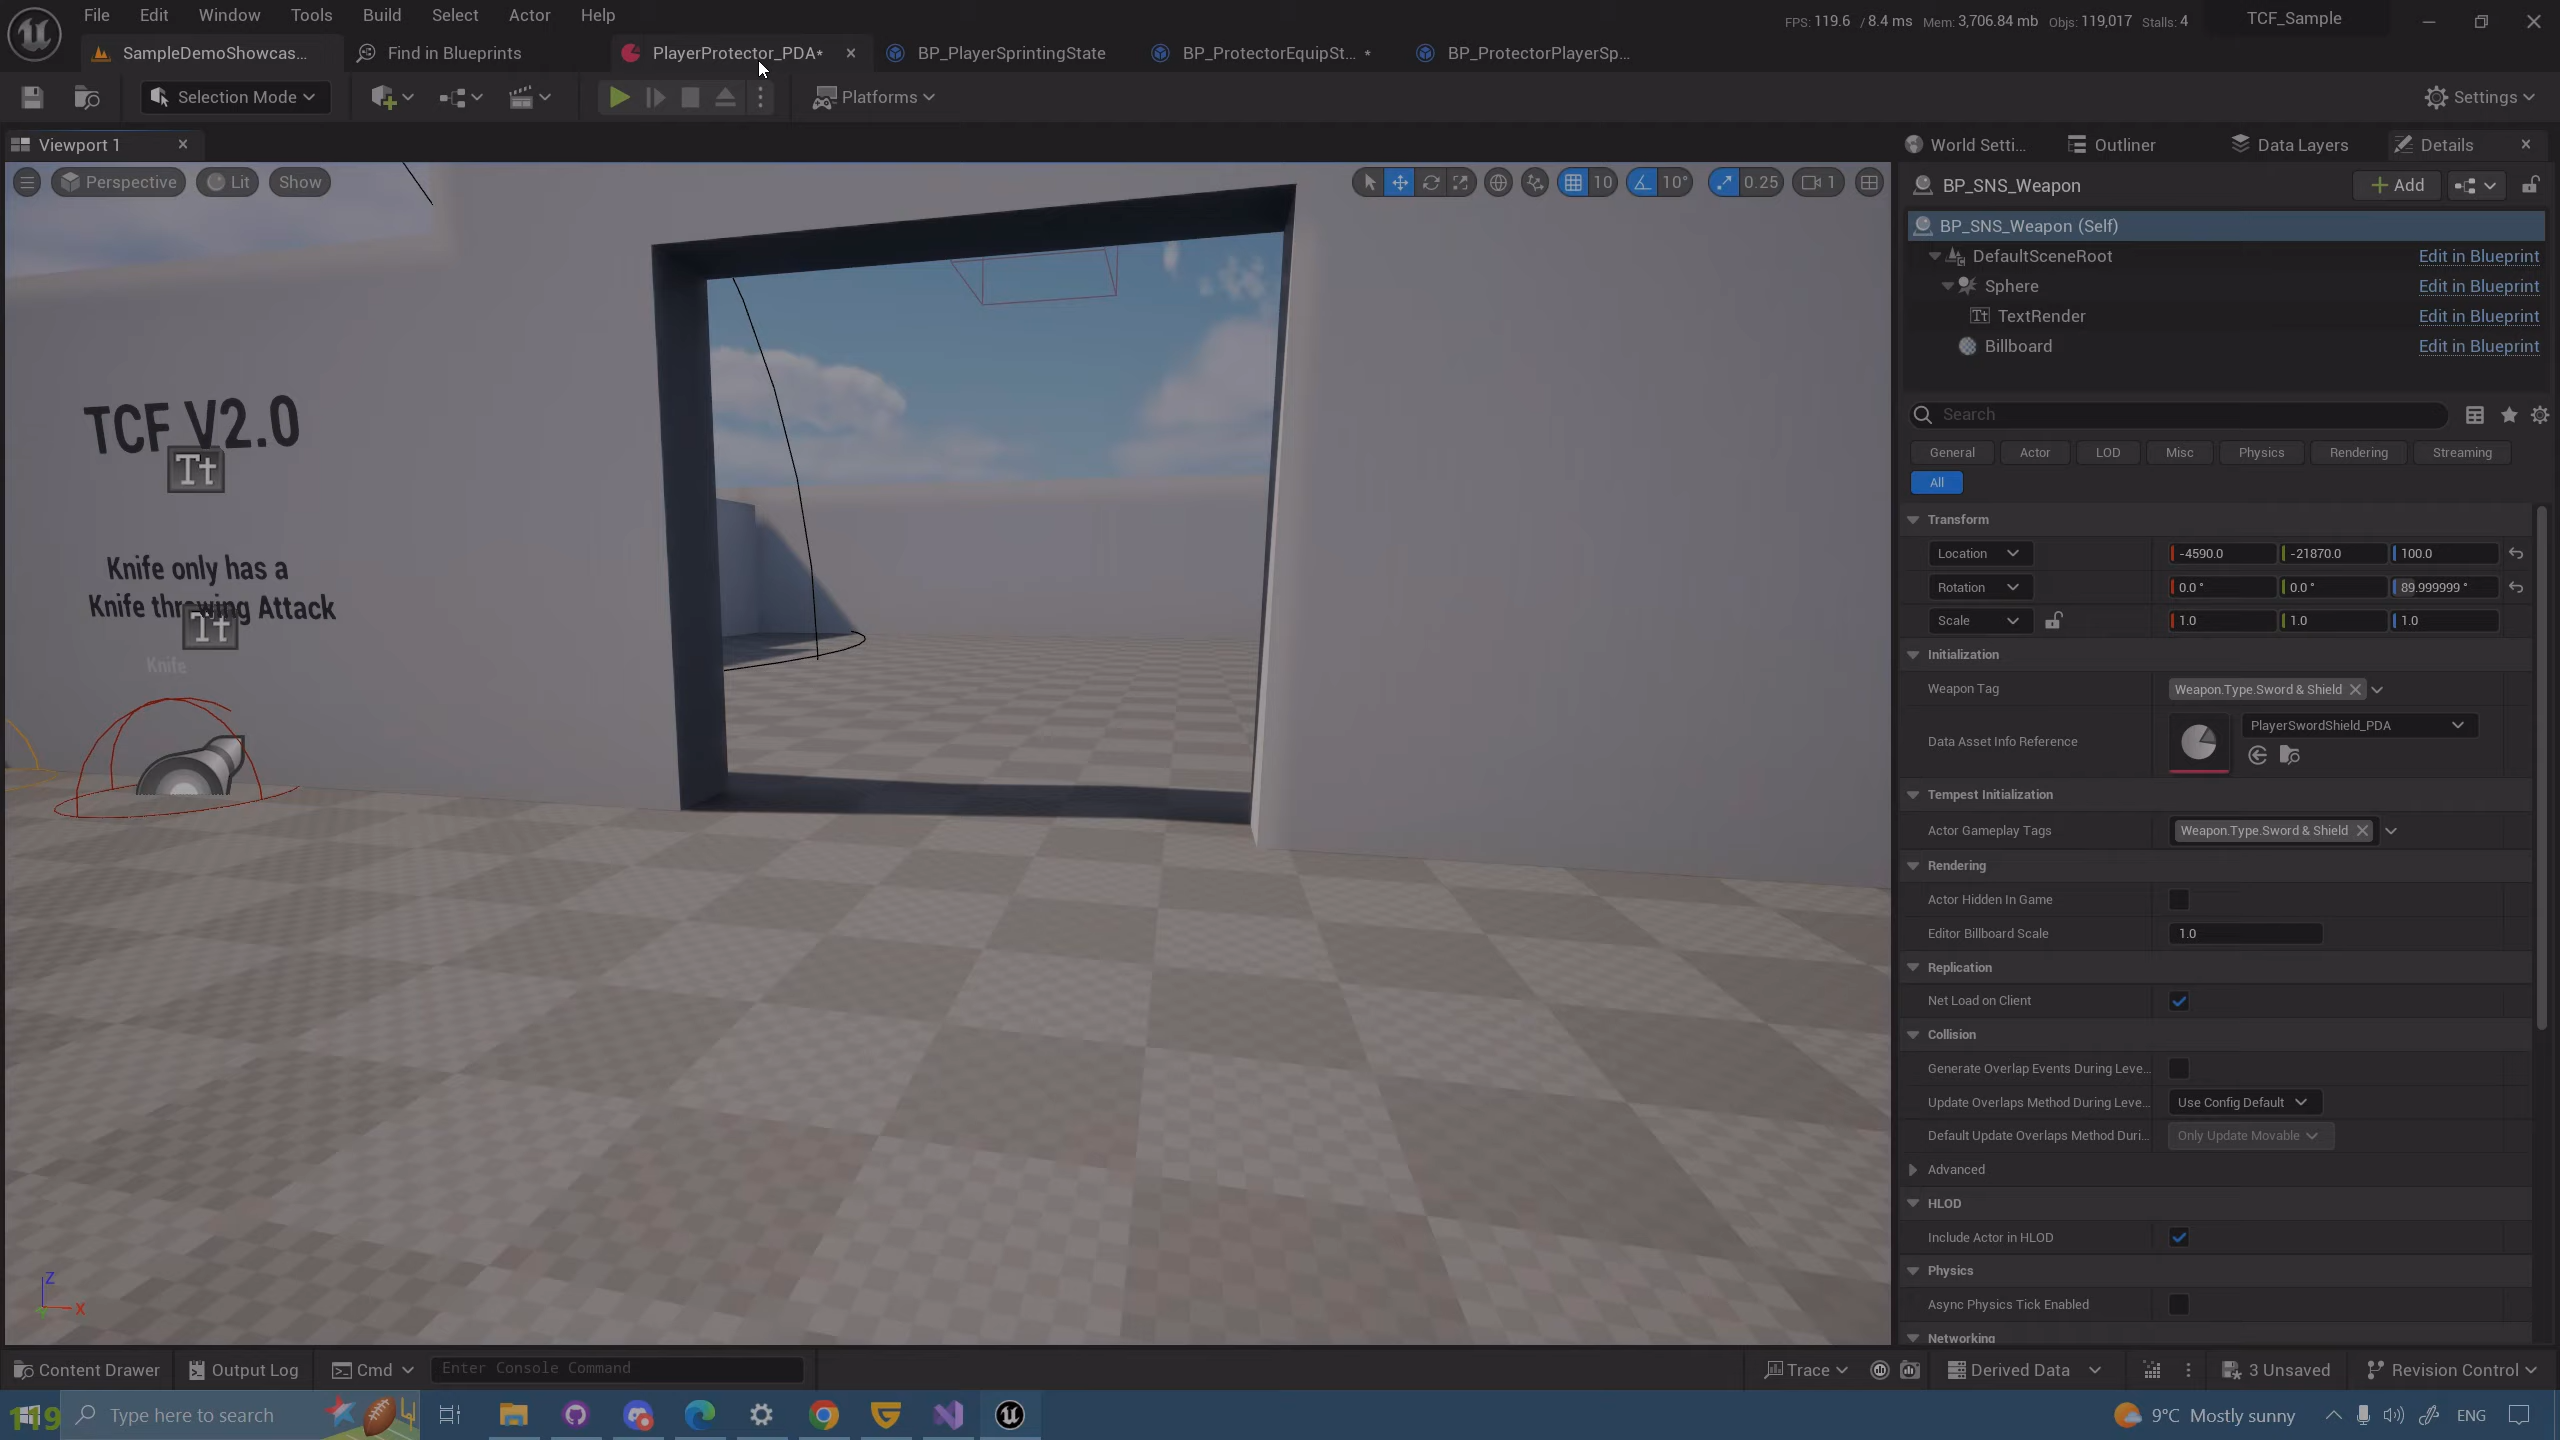 File Edit Window Tools Build Select Actor Help
FPS: 119.6 / 8.4 ms Mem: 3,706.84 mb Objs: 119,017 Stalls: 4
TCF_Sample
SampleDemoShowcas...
Find in Blueprints
PlayerProtector_PDA*
BP_PlayerSprintingState
BP_ProtectorEquipSt... *
BP_ProtectorPlayerSp...
Selection Mode
Platforms
Settings
Viewport 1
World Setti...
Outliner
Data Layers
Details
Perspective
Lit
Show
10
10°
0.25
1
BP_SNS_Weapon
Add
BP_SNS_Weapon (Self)
DefaultSceneRoot Edit in Blueprint
Sphere Edit in Blueprint
Tt TextRender Edit in Blueprint
Billboard Edit in Blueprint
Search
General Actor LOD Misc Physics Rendering Streaming
All
Transform
Location -4590.0 -21870.0 100.0
Rotation 0.0 ° 0.0 ° 89.999999 °
Scale 1.0 1.0 1.0
Initialization
Weapon Tag Weapon.Type.Sword & Shield
Data Asset Info Reference PlayerSwordShield_PDA
Tempest Initialization
Actor Gameplay Tags Weapon.Type.Sword & Shield
Rendering
Actor Hidden In Game
Editor Billboard Scale 1.0
Replication
Net Load on Client
Collision
Generate Overlap Events During Leve...
Update Overlaps Method During Leve... Use Config Default
Default Update Overlaps Method Duri... Only Update Movable
Advanced
HLOD
Include Actor in HLOD
Physics
Async Physics Tick Enabled
Networking
TCF V2.0
Tt
Knife only has a
Knife throwing Attack
Tt
Knife
Z
X
Content Drawer
Output Log
Cmd
Enter Console Command
Trace
Derived Data
3 Unsaved
Revision Control
119
Type here to search
9°C Mostly sunny
ENG